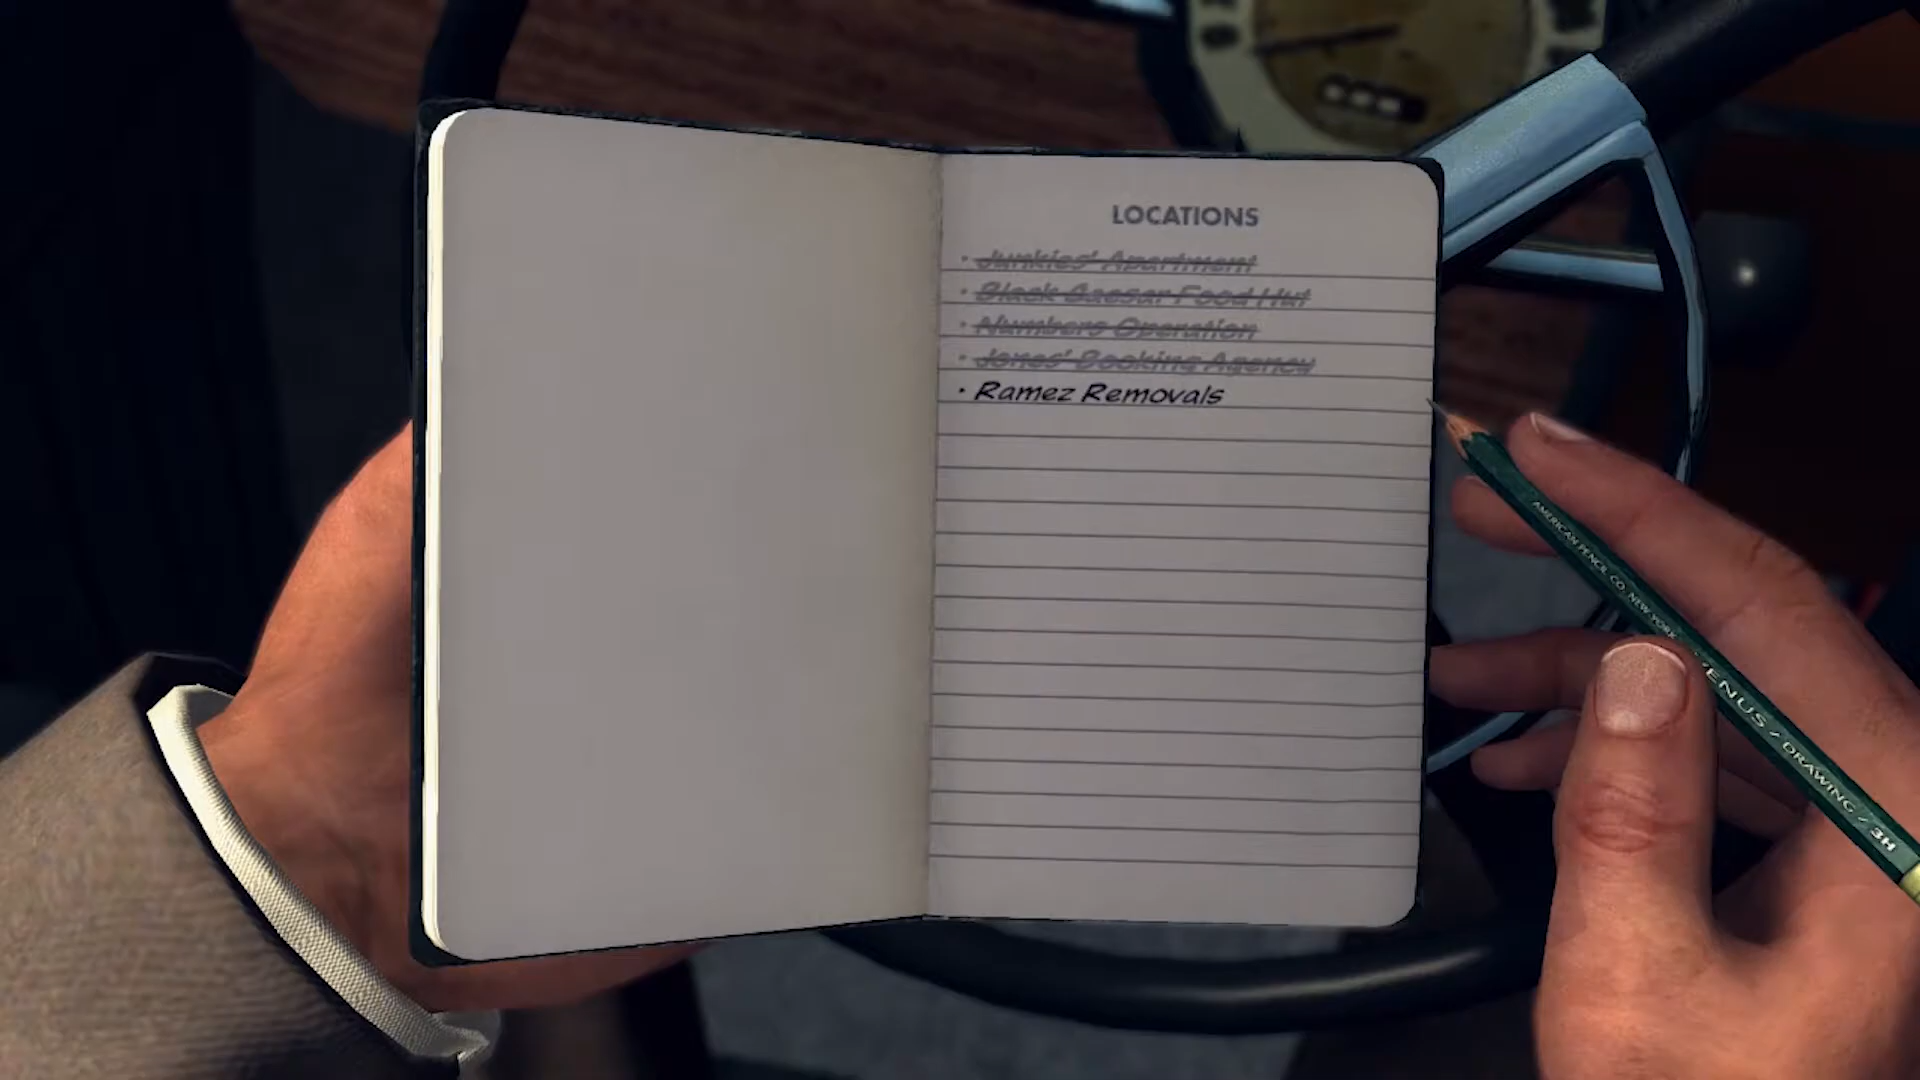 LOCATIONS
• Junkies' Apartment
• Black Caesar Food Hut
• Numbers Operation
• Jones' Booking Agency
• Ramez Removals
AMERICAN PENCIL CO. NEW YORK
VENUS / DRAWING / 3H